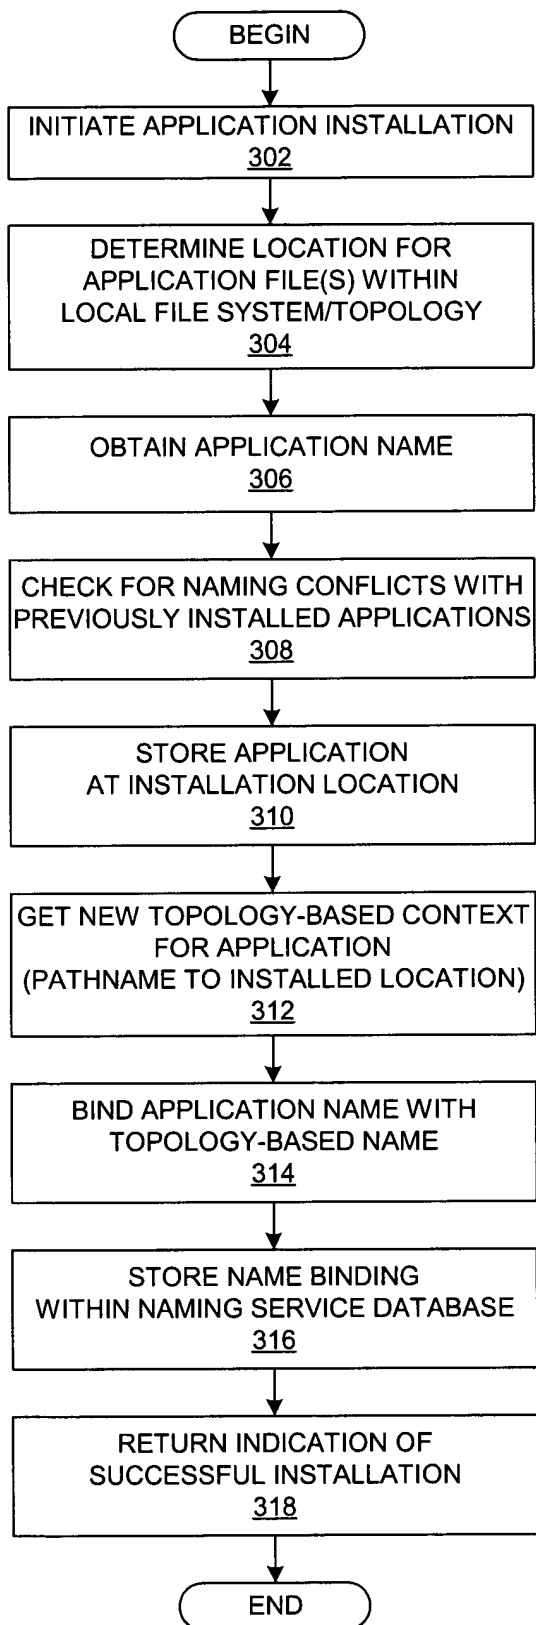 BEGIN
INITIATE APPLICATION INSTALLATION
302
DETERMINE LOCATION FOR
APPLICATION FILE(S) WITHIN
LOCAL FILE SYSTEM/TOPOLOGY
304
OBTAIN APPLICATION NAME
306
CHECK FOR NAMING CONFLICTS WITH
PREVIOUSLY INSTALLED APPLICATIONS
308
STORE APPLICATION
AT INSTALLATION LOCATION
310
GET NEW TOPOLOGY-BASED CONTEXT
FOR APPLICATION
(PATHNAME TO INSTALLED LOCATION)
312
BIND APPLICATION NAME WITH
TOPOLOGY-BASED NAME
314
STORE NAME BINDING
WITHIN NAMING SERVICE DATABASE
316
RETURN INDICATION OF
SUCCESSFUL INSTALLATION
318
END